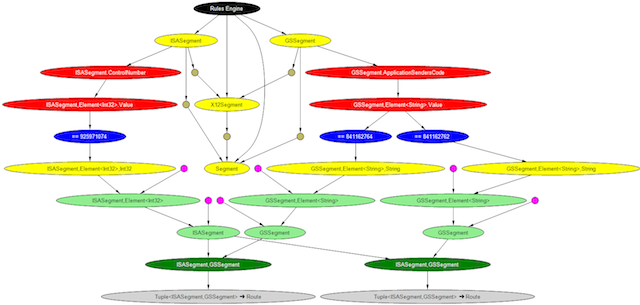 Rules Engine
ISASegment
GSSegment
ISASegment.ControlNumber
GSSegment.ApplicationSendersCode
ISASegment,Element<Int32>.Value
X12Segment
GSSegment,Element<String>.Value
== 925971074
== 841162764
== 841162762
ISASegment,Element<Int32>,Int32
Segment
GSSegment,Element<String>,String
GSSegment,Element<String>,String
ISASegment,Element<Int32>
GSSegment,Element<String>
GSSegment,Element<String>
ISASegment
GSSegment
GSSegment
ISASegment,GSSegment
ISASegment,GSSegment
Tuple<ISASegment,GSSegment> ➔ Route
Tuple<ISASegment,GSSegment> ➔ Route